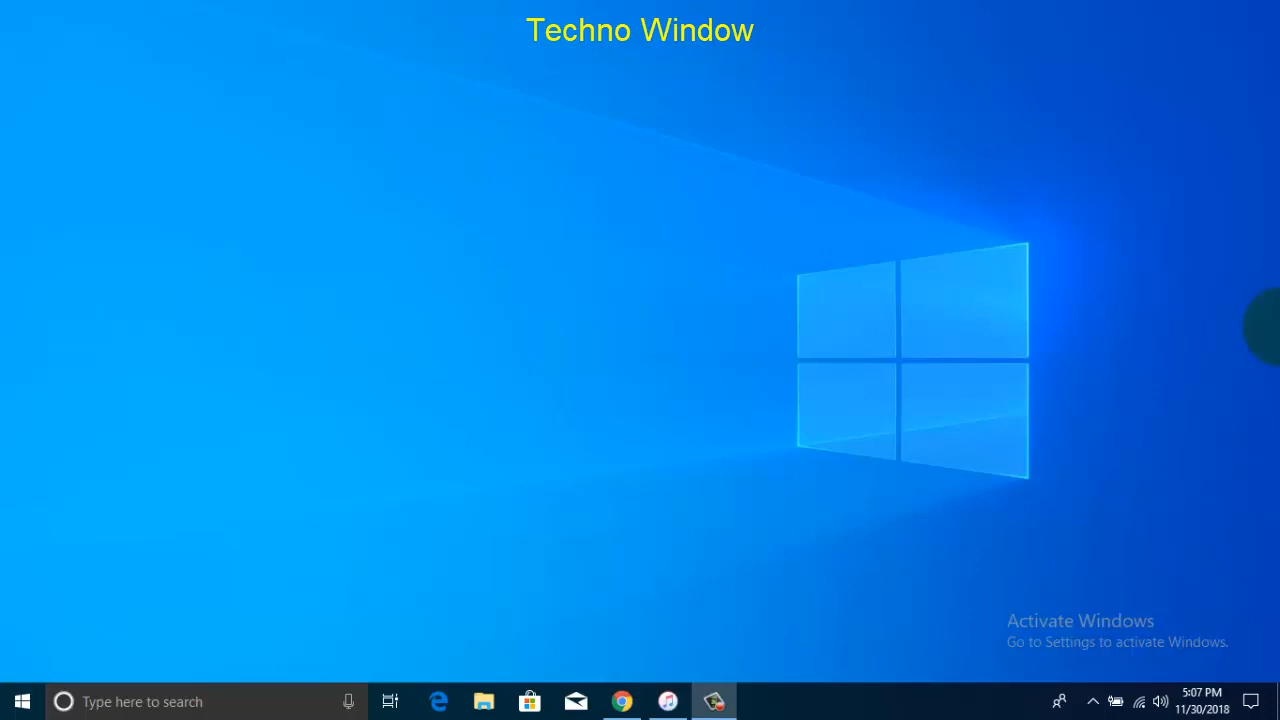 Techno Window
Activate Windows
Go to Settings to activate Windows.
Type here to search
5:07 PM
11/30/2018